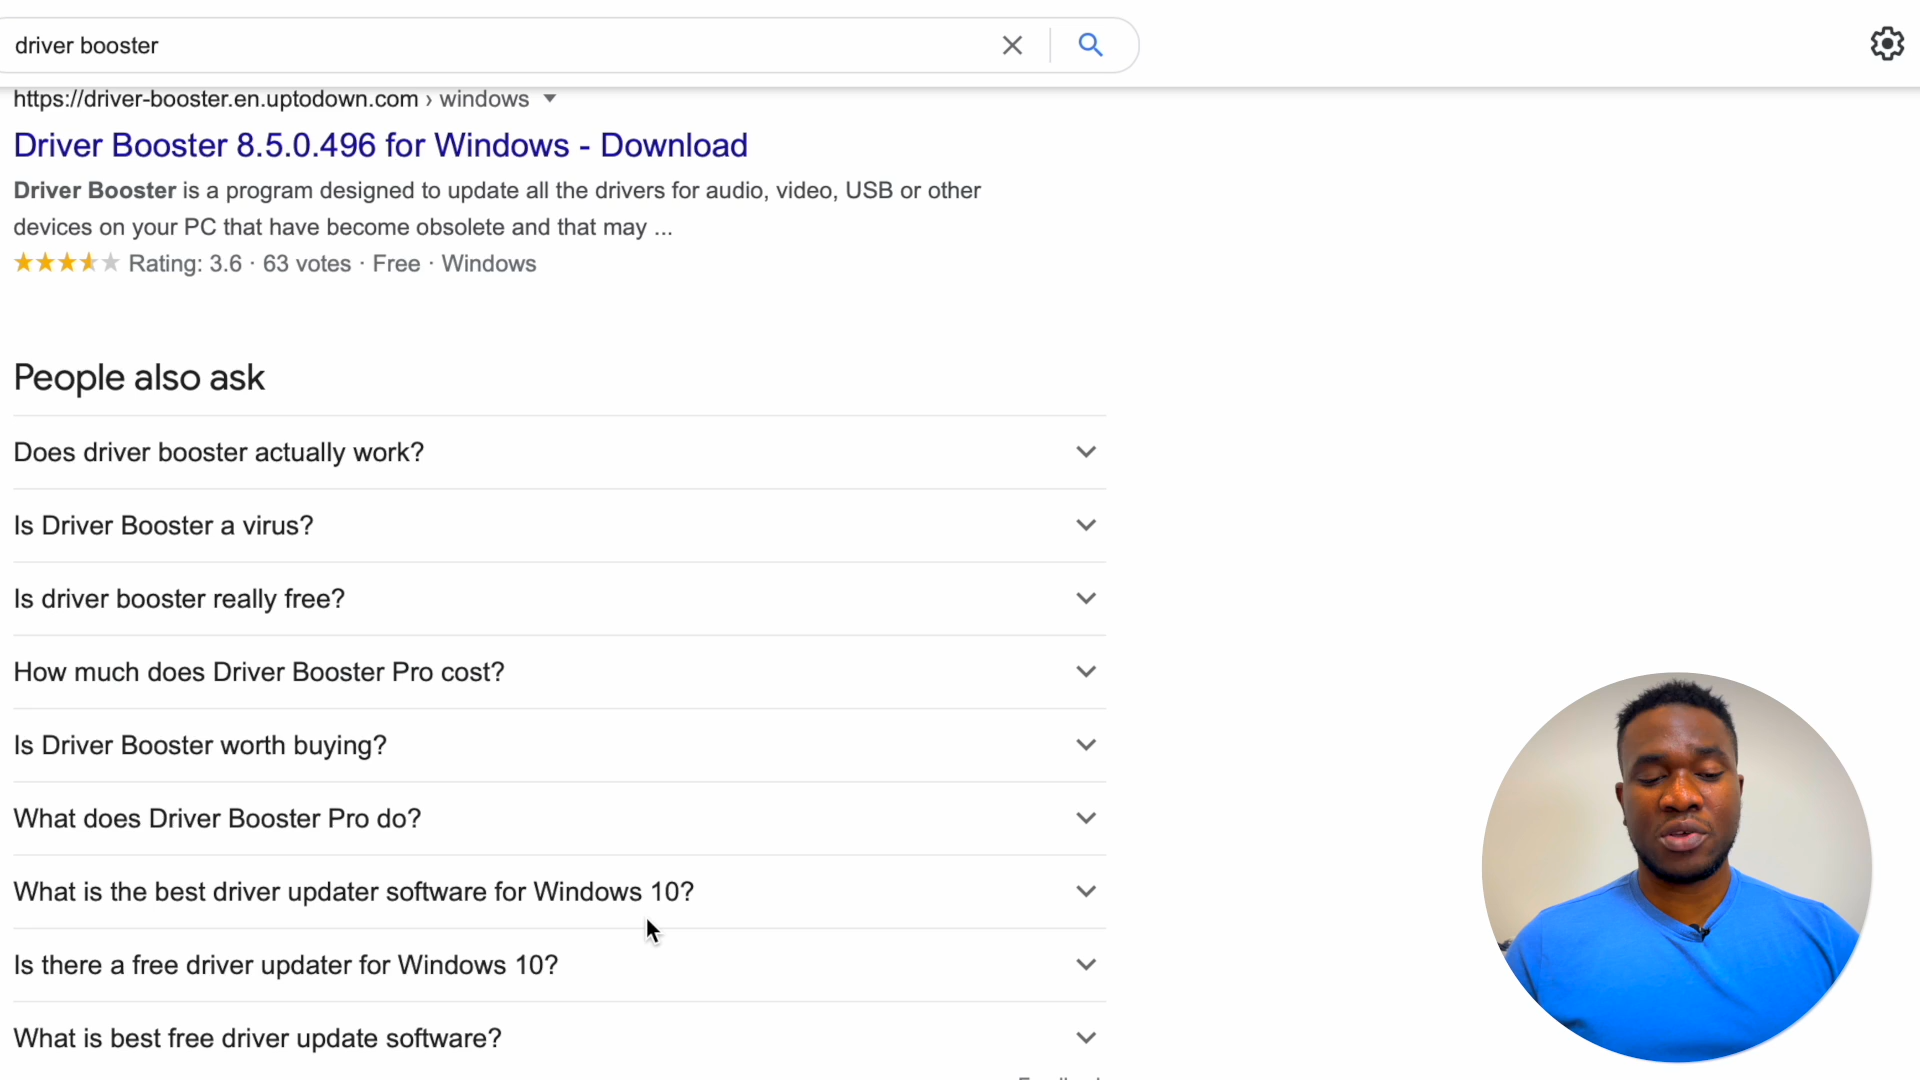 driver booster
https://driver-booster.en.uptodown.com › windows
Driver Booster 8.5.0.496 for Windows - Download
Driver Booster is a program designed to update all the drivers for audio, video, USB or other
devices on your PC that have become obsolete and that may ...
Rating: 3.6 · 63 votes · Free · Windows
People also ask
Does driver booster actually work?
Is Driver Booster a virus?
Is driver booster really free?
How much does Driver Booster Pro cost?
Is Driver Booster worth buying?
What does Driver Booster Pro do?
What is the best driver updater software for Windows 10?
Is there a free driver updater for Windows 10?
What is best free driver update software?